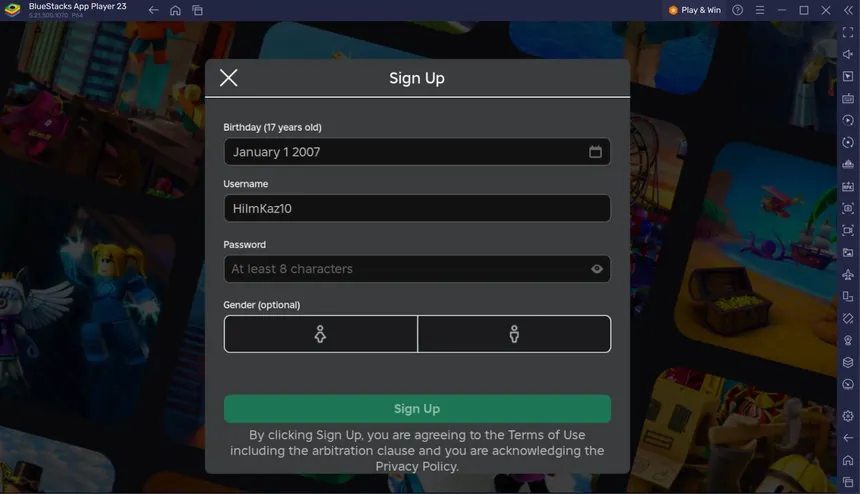 BlueStacks App Player 23
5.21.300.1070 P64
Play & Win
Sign Up
Birthday (17 years old)
January 1 2007
Username
HilmKaz10
Password
At least 8 characters
Gender (optional)
Sign Up
By clicking Sign Up, you are agreeing to the Terms of Use
including the arbitration clause and you are acknowledging the
Privacy Policy.